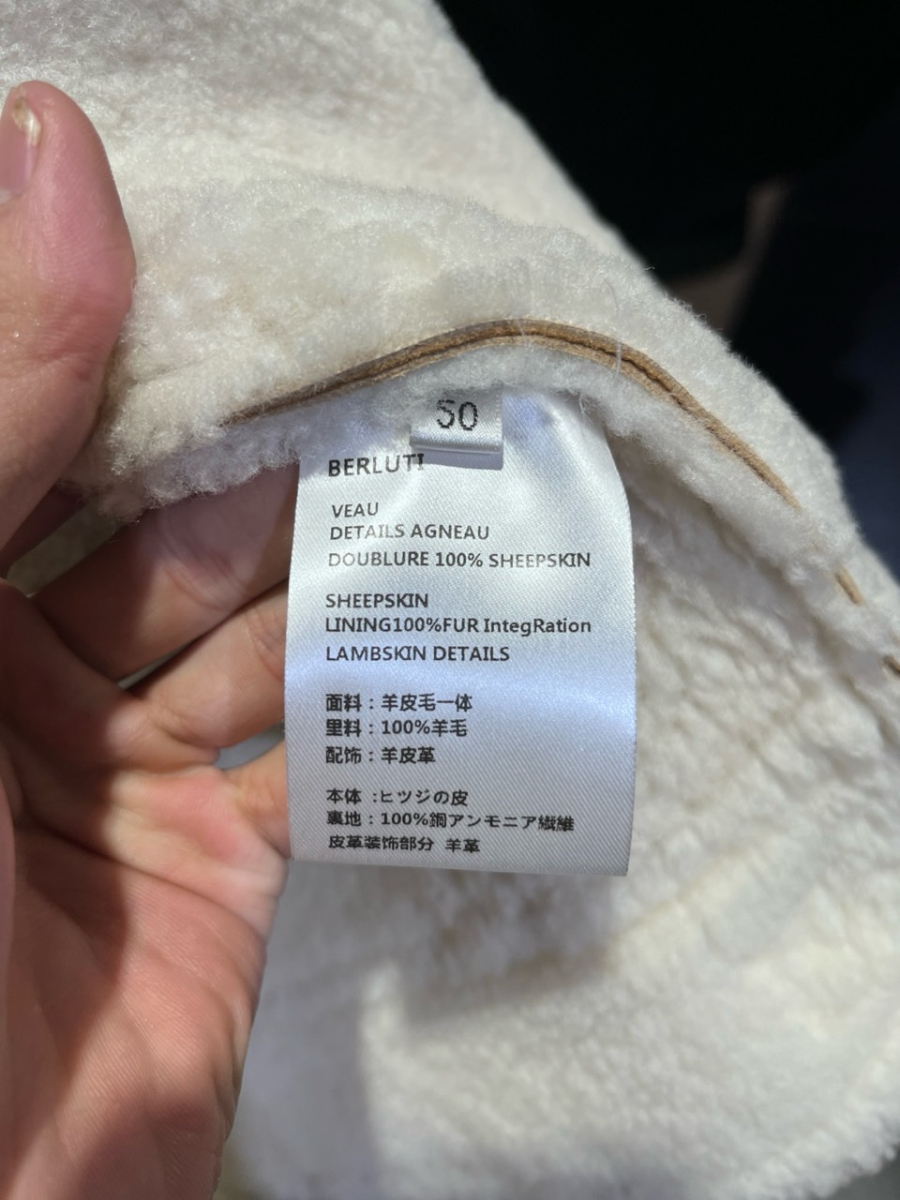 50
BERLUTI
VEAU
DETAILS AGNEAU
DOUBLURE 100% SHEEPSKIN
SHEEPSKIN
LINING100%FUR IntegRation
LAMBSKIN DETAILS
面料：羊皮毛一体
里料：100%羊毛
配饰：羊皮革
本体 :ヒツジの皮
裏地：100%銅アンモニア繊維
皮革装饰部分 羊革